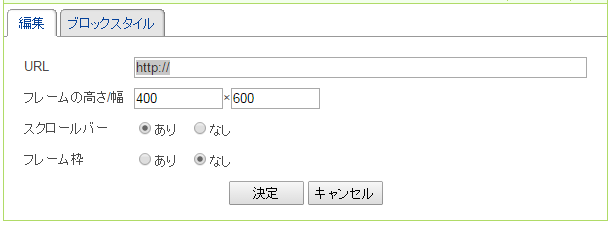 編集 ブロックスタイル
URL http://
フレームの高さ/幅 400 × 600
スクロールバー あり なし
フレーム枠 あり なし
決定 キャンセル